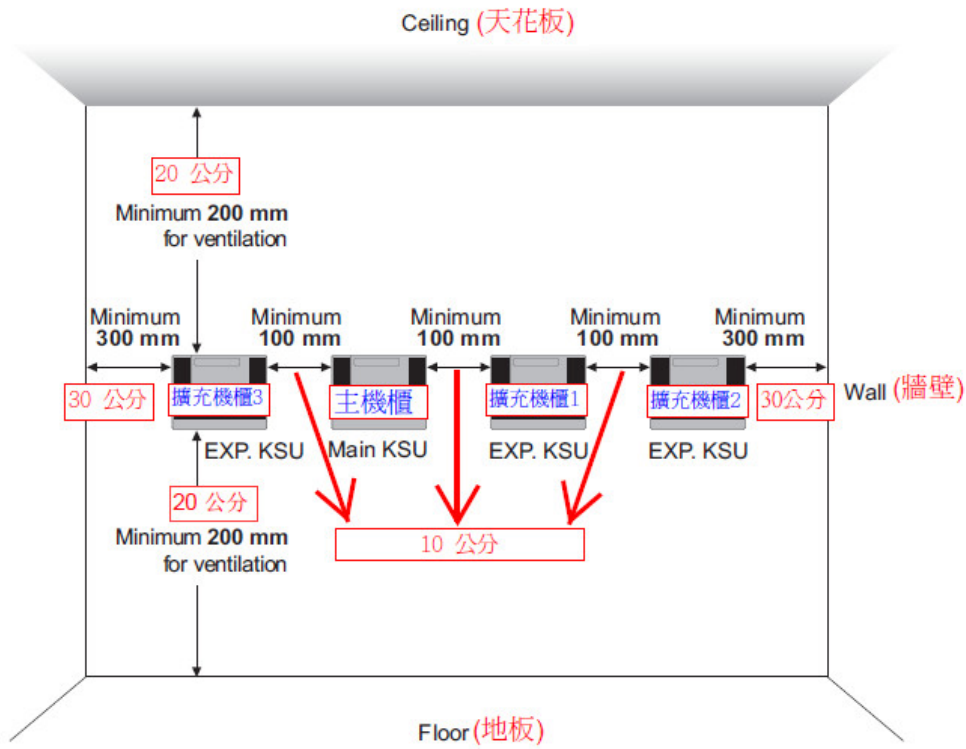 Ceiling (天花板)
20 公分
Minimum 200 mm
for ventilation
Minimum
300 mm
Minimum
100 mm
Minimum
100 mm
Minimum
100 mm
Minimum
300 mm
30 公分
擴充機櫃3
主機櫃
擴充機櫃1
擴充機櫃2
30公分
Wall (牆壁)
EXP. KSU
Main KSU
EXP. KSU
EXP. KSU
20 公分
Minimum 200 mm
for ventilation
10 公分
Floor (地板)